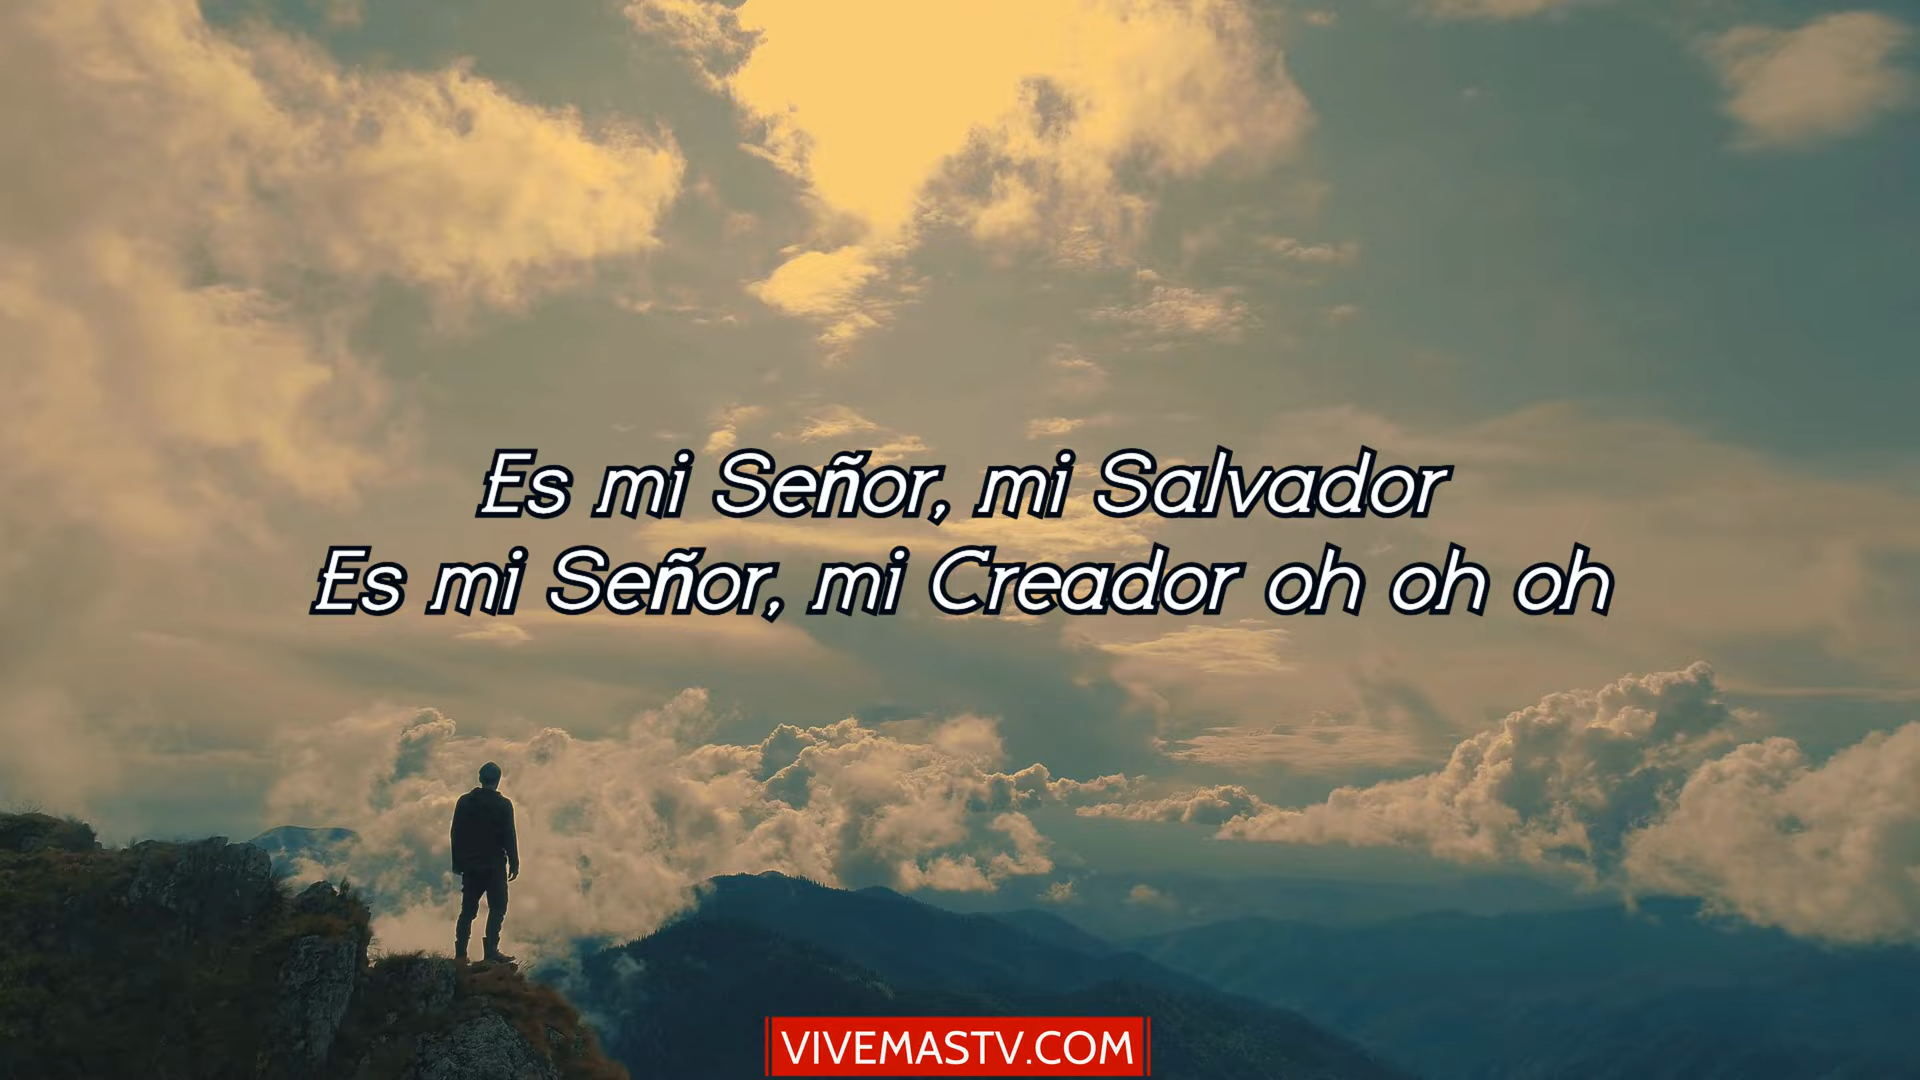 Es mi Señor, mi Salvador
Es mi Señor, mi Creador oh oh oh
VIVEMASTV.COM